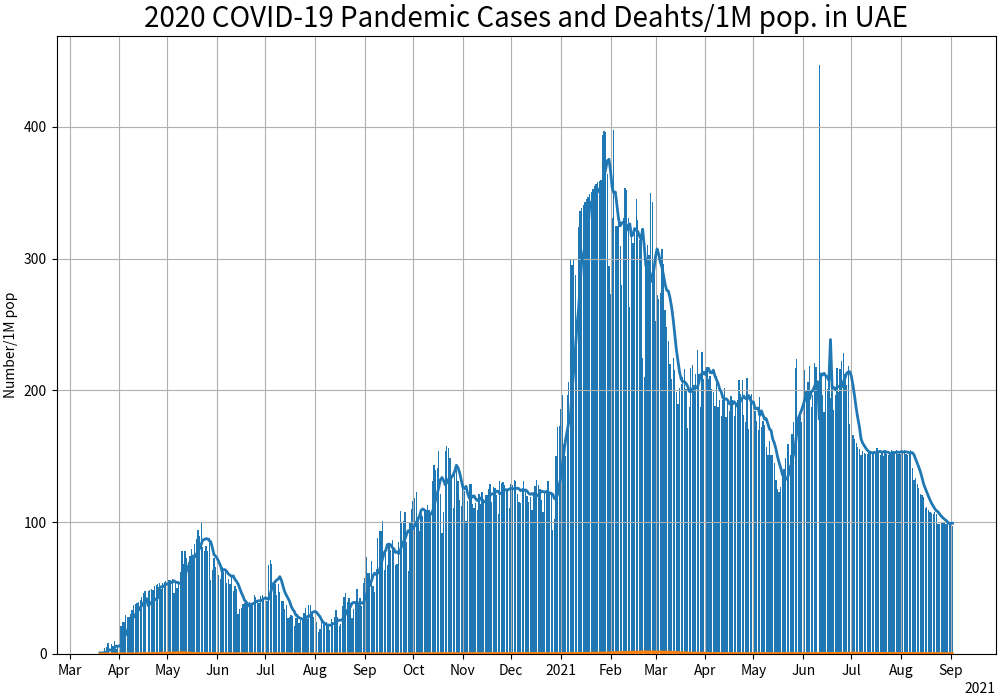 2020 COVID-19 Pandemic Cases and Deahts/1M pop. in UAE
Number/1M pop
400
300
200
100
0
Mar Apr May Jun Jul Aug Sep Oct Nov Dec 2021 Feb Mar Apr May Jun Jul Aug Sep
2021